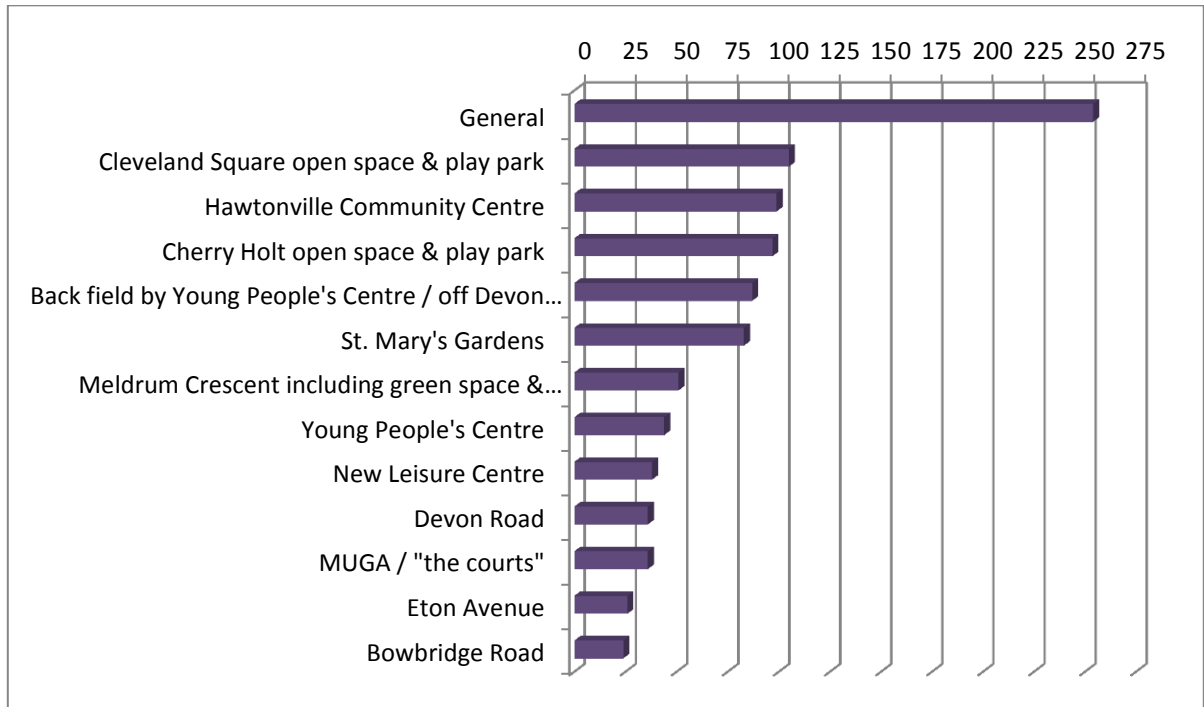 0 25 50 75 100 125 150 175 200 225 250 275
General
Cleveland Square open space & play park
Hawtonville Community Centre
Cherry Holt open space & play park
Back field by Young People's Centre / off Devon...
St. Mary's Gardens
Meldrum Crescent including green space &...
Young People's Centre
New Leisure Centre
Devon Road
MUGA / "the courts"
Eton Avenue
Bowbridge Road